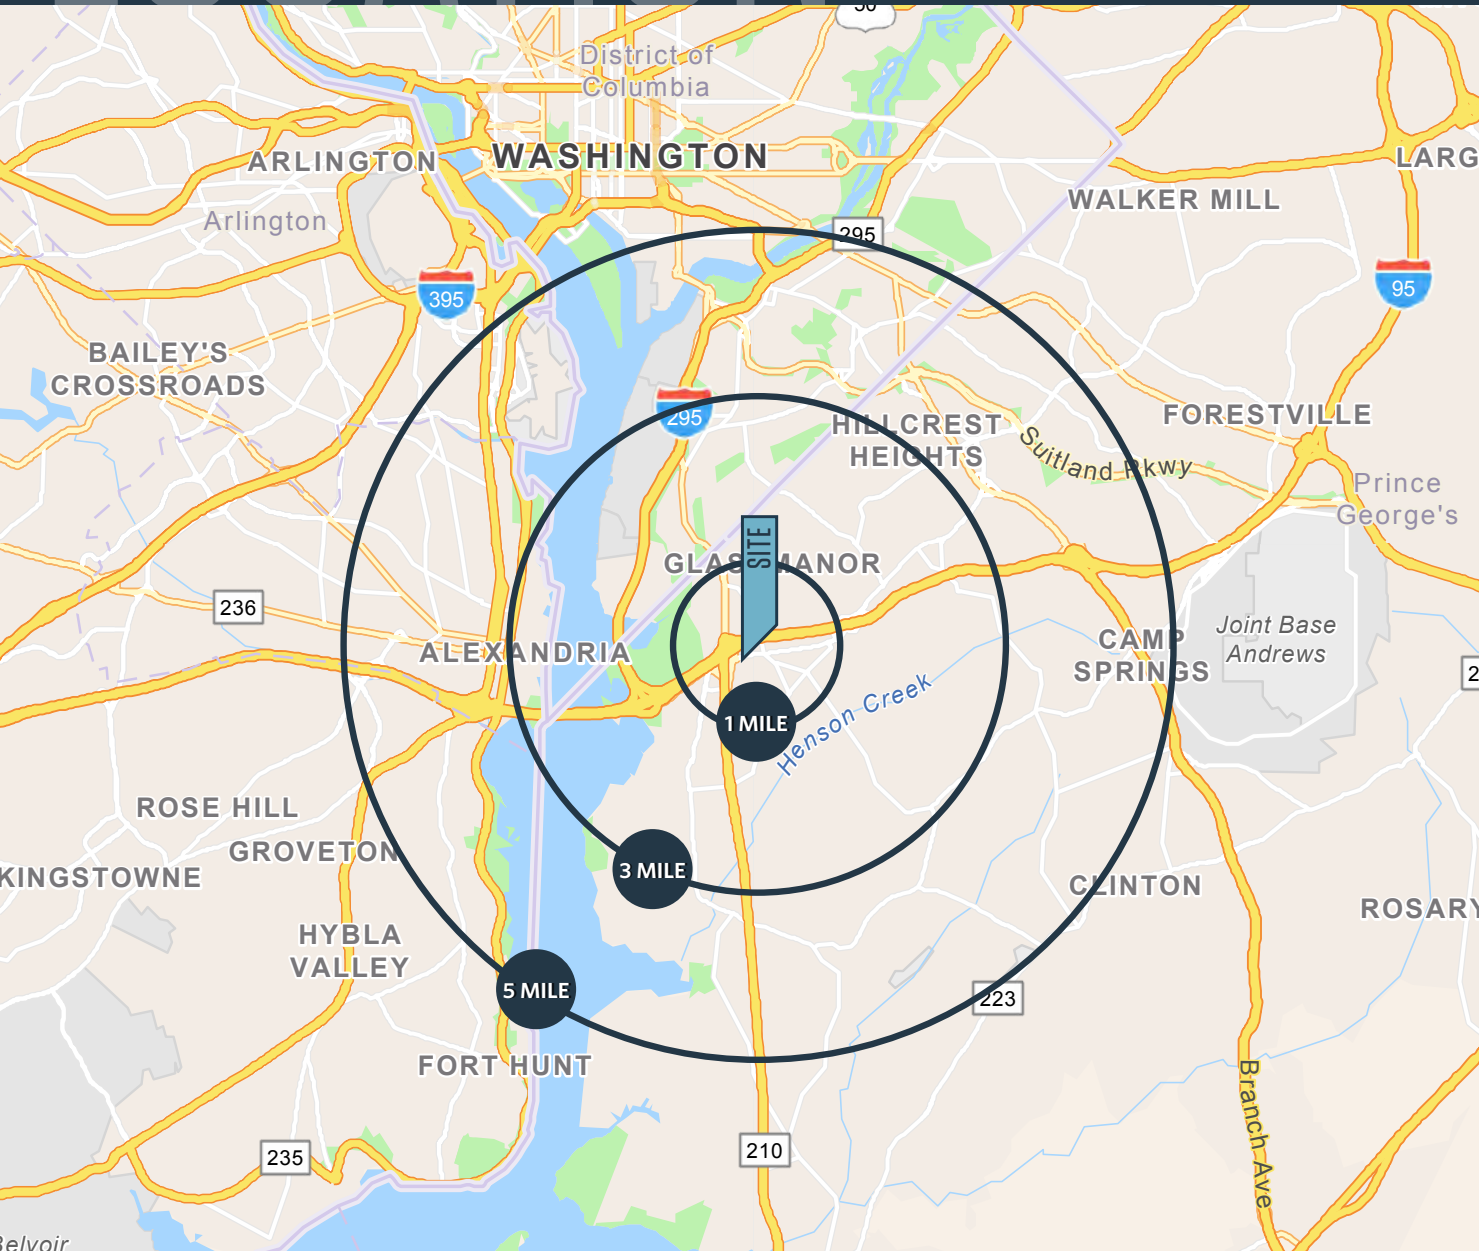 50
District of
Columbia
WASHINGTON
ARLINGTON
LARG
WALKER MILL
Arlington
295
395
95
BAILEY'S
CROSSROADS
295
HILLCREST
HEIGHTS
FORESTVILLE
Suitland Pkwy
Prince
George's
SITE
236
ALEXANDRIA
CAMP
SPRINGS
Joint Base
Andrews
2
Henson Creek
1 MILE
ROSE HILL
GROVETON
KINGSTOWNE
3 MILE
CLINTON
ROSARY
HYBLA
VALLEY
5 MILE
223
FORT HUNT
Branch Ave
210
235
Belvoir